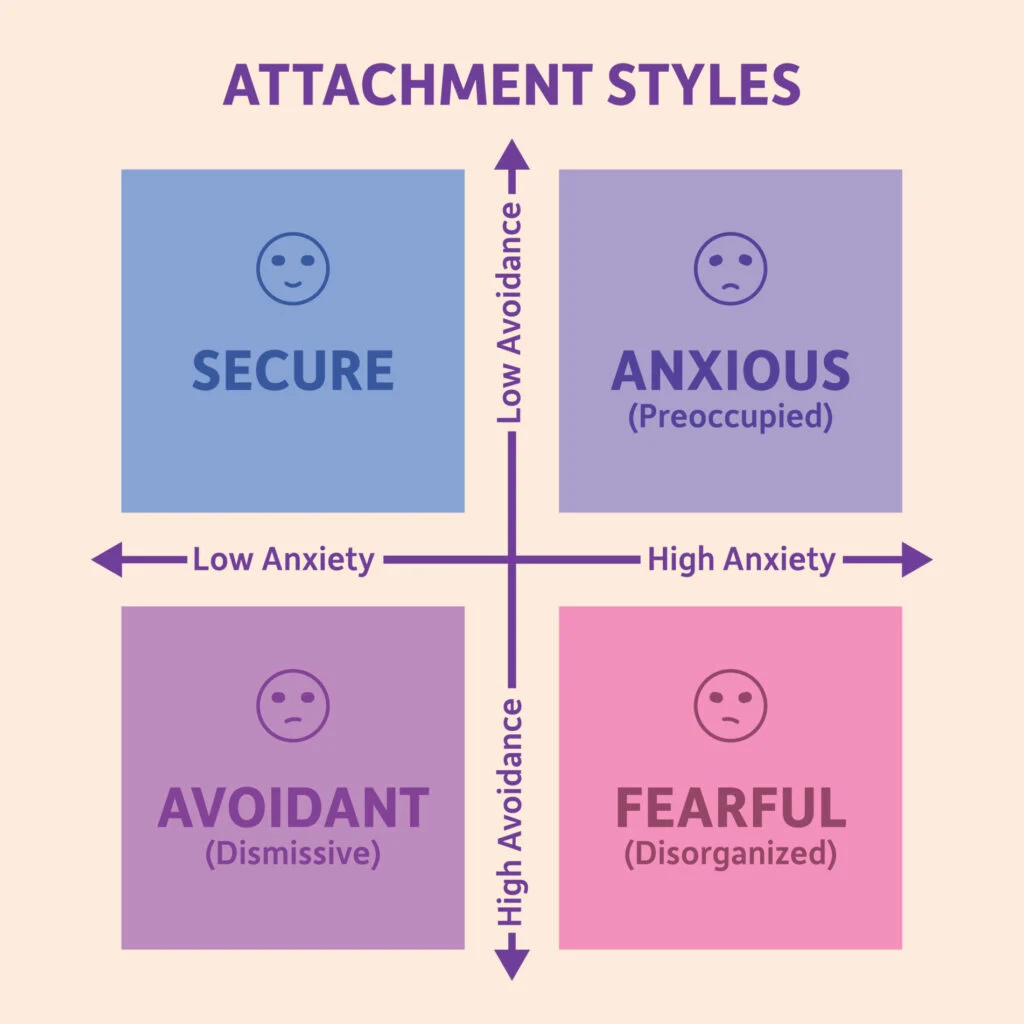 ATTACHMENT STYLES
Low Avoidance
SECURE
ANXIOUS
(Preoccupied)
Low Anxiety
High Anxiety
High Avoidance
AVOIDANT
(Dismissive)
FEARFUL
(Disorganized)